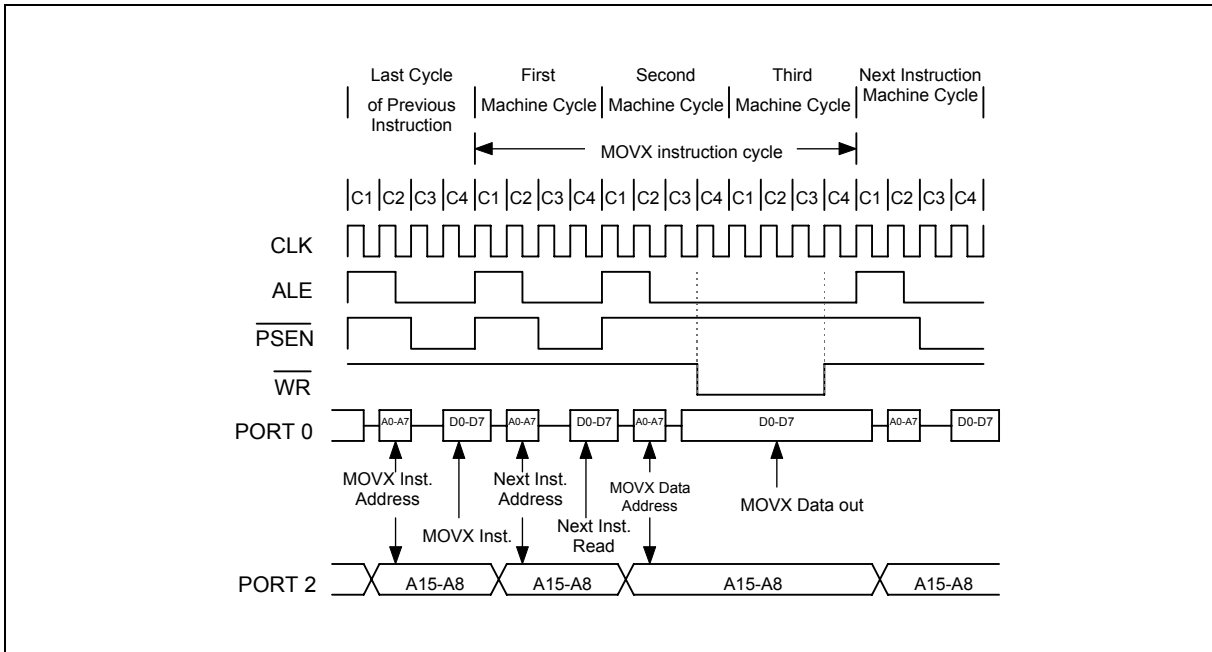 Last Cycle
of Previous
Instruction
First
Machine Cycle
Second
Machine Cycle
Third
Machine Cycle
Next Instruction
Machine Cycle
MOVX instruction cycle
C1 C2 C3 C4 C1 C2 C3 C4 C1 C2 C3 C4 C1 C2 C3 C4 C1 C2 C3 C4
CLK
ALE
PSEN
WR
PORT 0
A0-A7 D0-D7 A0-A7 D0-D7 A0-A7 D0-D7 A0-A7 D0-D7
MOVX Inst.
Address
MOVX Inst.
Next Inst.
Address
Next Inst.
Read
MOVX Data
Address
MOVX Data out
PORT 2
A15-A8 A15-A8 A15-A8 A15-A8